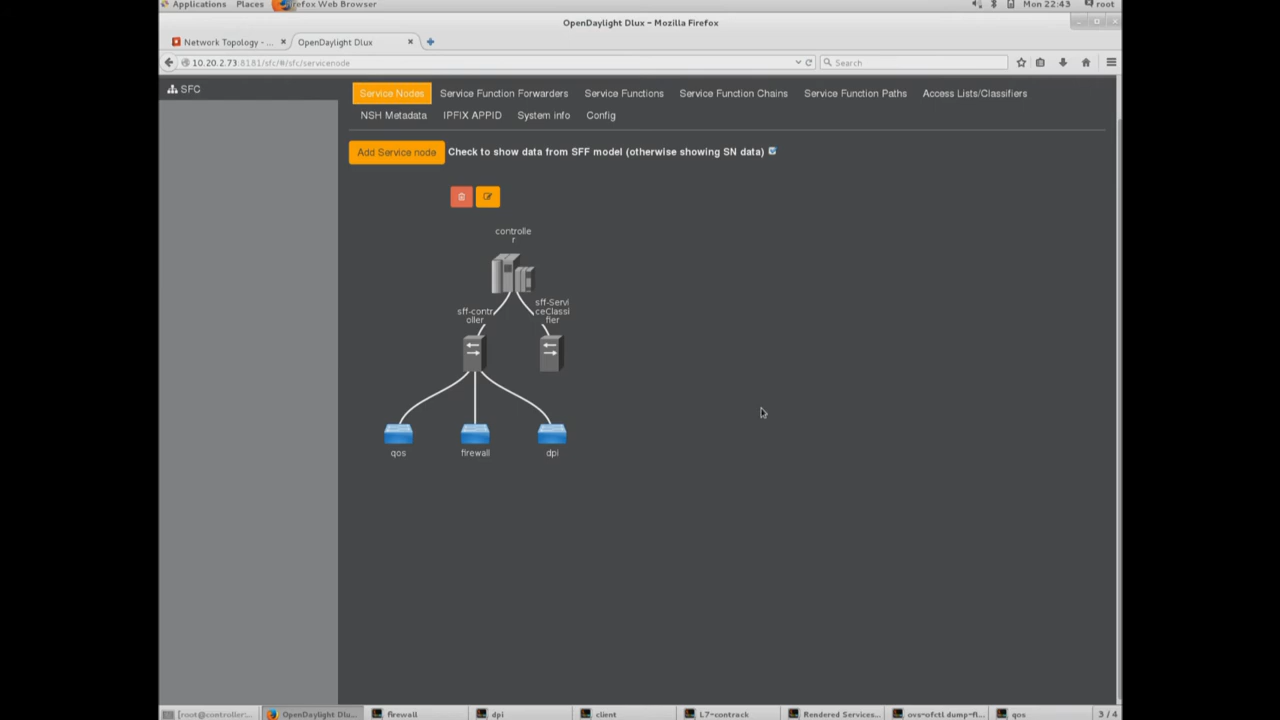 Applications Places Firefox Web Browser Mon 22:43 root
OpenDaylight Dlux - Mozilla Firefox
Network Topology - ... × OpenDaylight Dlux ×
10.20.2.73:8181/sfc/#/sfc/servicenode Search
SFC
Service Nodes Service Function Forwarders Service Functions Service Function Chains Service Function Paths Access Lists/Classifiers
NSH Metadata IPFIX APPID System info Config
Add Service node Check to show data from SFF model (otherwise showing SN data)
controlle
r
sff-contr
oller
sff-Servi
ceClassi
fier
qos firewall dpi
[root@controller:... OpenDaylight Dlu... firewall dpi client L7-contrack Rendered Services... ovs-ofctl dump-fl... qos 3 / 4